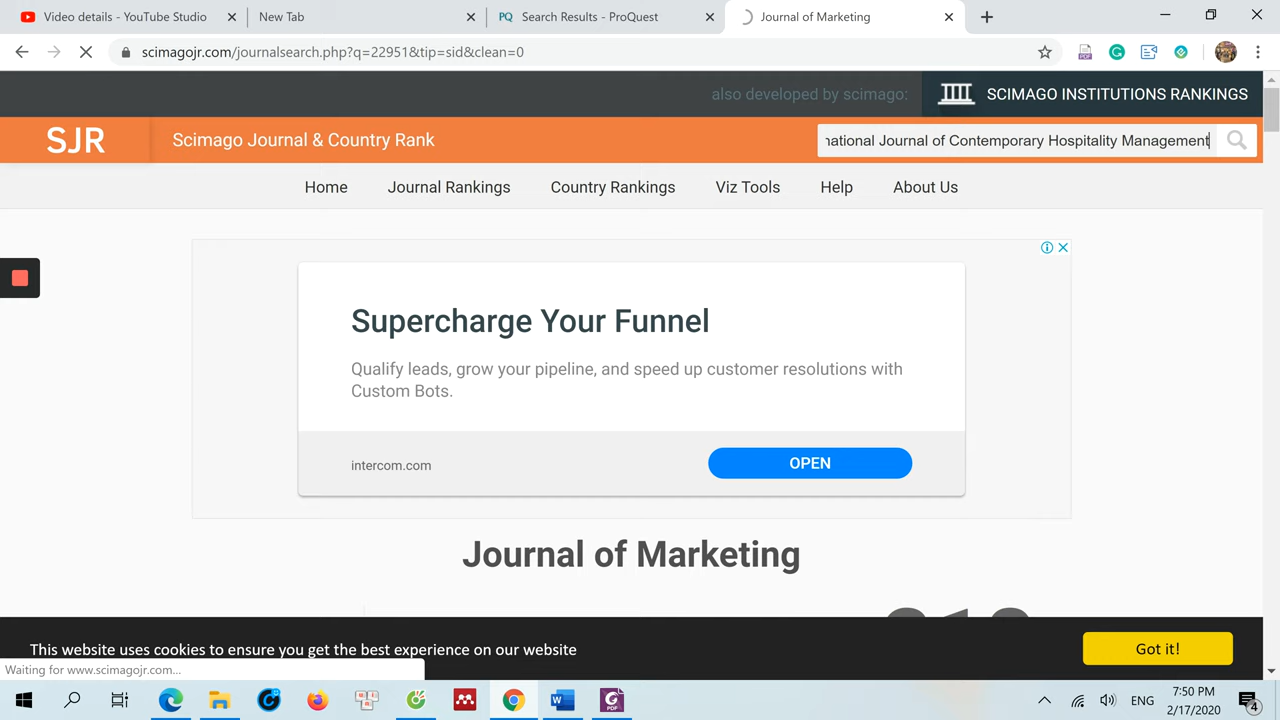 Video details - YouTube Studio
New Tab
PQ Search Results - ProQuest
Journal of Marketing
scimagojr.com/journalsearch.php?q=22951&tip=sid&clean=0
also developed by scimago:
SCIMAGO INSTITUTIONS RANKINGS
SJR
Scimago Journal & Country Rank
national Journal of Contemporary Hospitality Management
Home
Journal Rankings
Country Rankings
Viz Tools
Help
About Us
Supercharge Your Funnel
Qualify leads, grow your pipeline, and speed up customer resolutions with
Custom Bots.
intercom.com
OPEN
Journal of Marketing
This website uses cookies to ensure you get the best experience on our website
Got it!
Waiting for www.scimagojr.com...
ENG
7:50 PM
2/17/2020
4